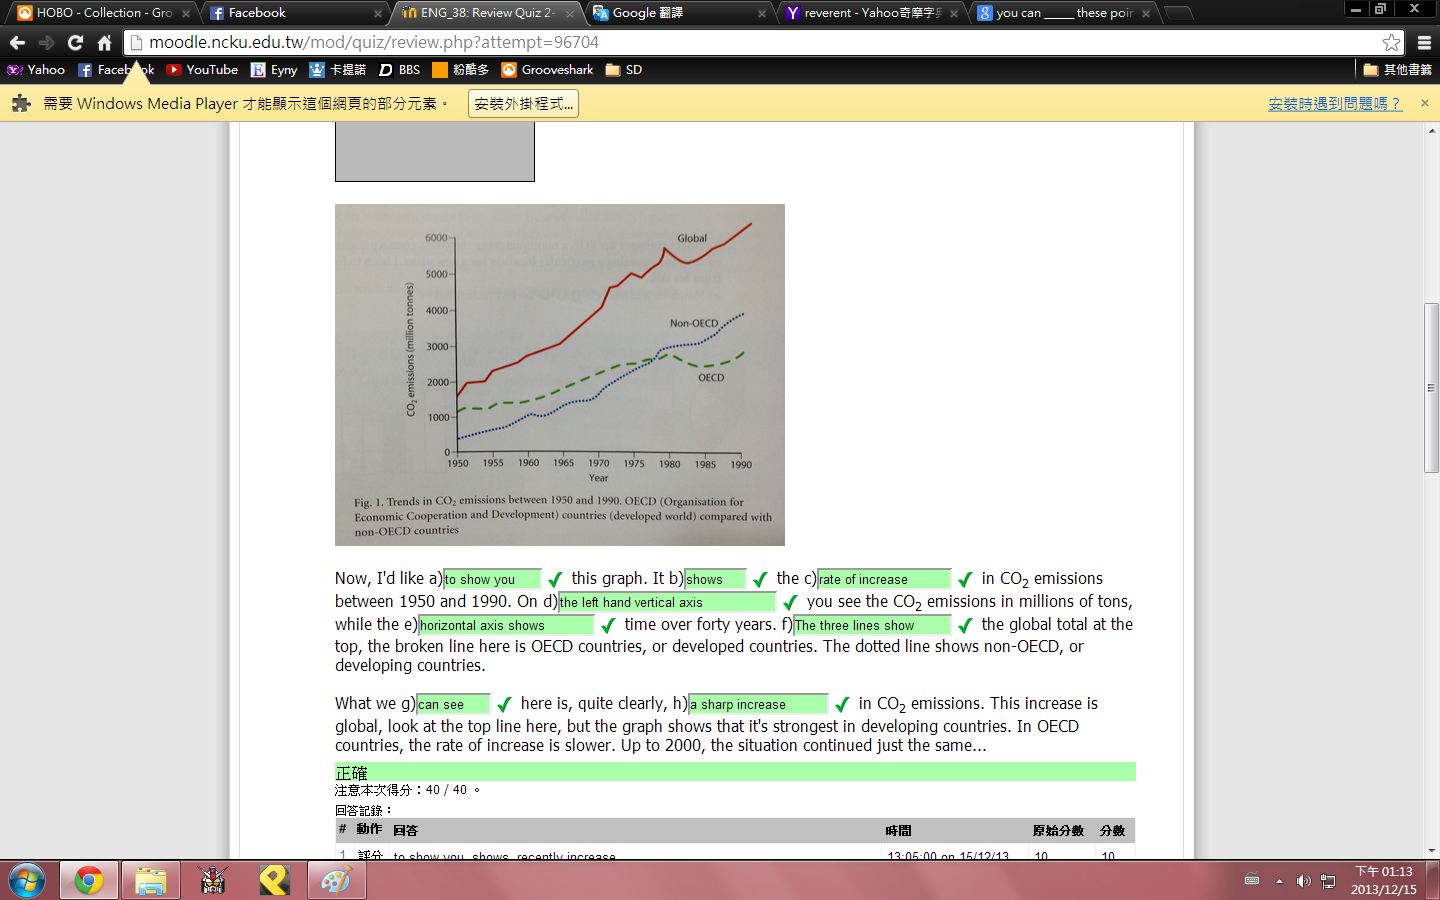 HOBO - Collection - Gro
Facebook
ENG_38: Review Quiz 2-
Google 翻譯
reverent - Yahoo奇摩字典
you can _____ these poin
moodle.ncku.edu.tw/mod/quiz/review.php?attempt=96704
Yahoo Facebook YouTube Eyny 卡提諾 BBS 粉酷多 Grooveshark SD 其他書籤
需要 Windows Media Player 才能顯示這個網頁的部分元素。 安裝外掛程式... 安裝時遇到問題嗎？
Global
Non-OECD
OECD
CO2 emissions (million tonnes)
6000
5000
4000
3000
2000
1000
0
1950 1955 1960 1965 1970 1975 1980 1985 1990
Year
Fig. 1. Trends in CO2 emissions between 1950 and 1990. OECD (Organisation for
Economic Cooperation and Development) countries (developed world) compared with
non-OECD countries
Now, I'd like a) to show you this graph. It b) shows the c) rate of increase in CO2 emissions
between 1950 and 1990. On d) the left hand vertical axis you see the CO2 emissions in millions of tons,
while the e) horizontal axis shows time over forty years. f) The three lines show the global total at the
top, the broken line here is OECD countries, or developed countries. The dotted line shows non-OECD, or
developing countries.
What we g) can see here is, quite clearly, h) a sharp increase in CO2 emissions. This increase is
global, look at the top line here, but the graph shows that it's strongest in developing countries. In OECD
countries, the rate of increase is slower. Up to 2000, the situation continued just the same...
正確
注意本次得分：40 / 40 。
回答記錄：
# 動作 回答 時間 原始分數 分數
1 評分 to show you, shows, recently increase 13:05:00 on 15/12/13 10 10
下午 01:13
2013/12/15